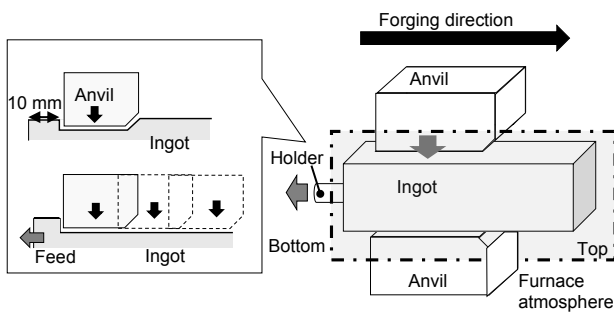 Forging direction
10 mm
Anvil
Ingot
Feed
Ingot
Anvil
Holder
Ingot
Bottom
Top
Anvil
Furnace
atmosphere